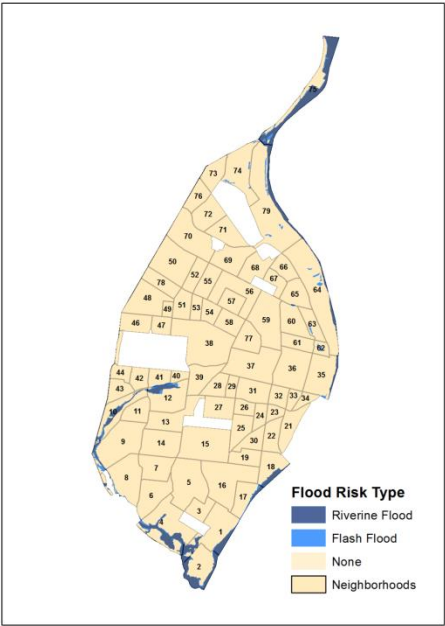 75
73 74
76 79
72
71
70
69
50 68 66
67
52 55 56 65 64
78
48 51 53 57
49 54 59 60 63
46 47 58
38 77 61 62
37 36 35
44 42 41 40 39
43 28 29 31 32 33 34
12
10 11 27 26 24 23
13 25 22 21
9 14 15 30
19
7 18
8 5 16
6 17
3
4 1
2
Flood Risk Type
Riverine Flood
Flash Flood
None
Neighborhoods